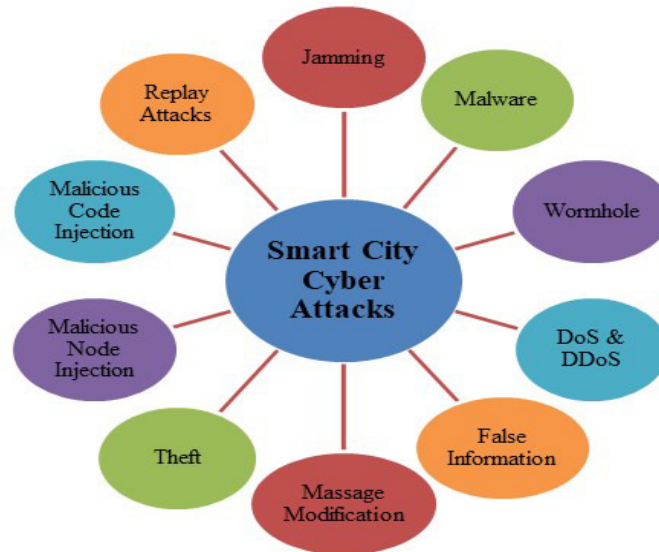 Jamming
Malware
Wormhole
DoS &
DDoS
False
Information
Massage
Modification
Theft
Malicious
Node
Injection
Malicious
Code
Injection
Replay
Attacks
Smart City
Cyber
Attacks